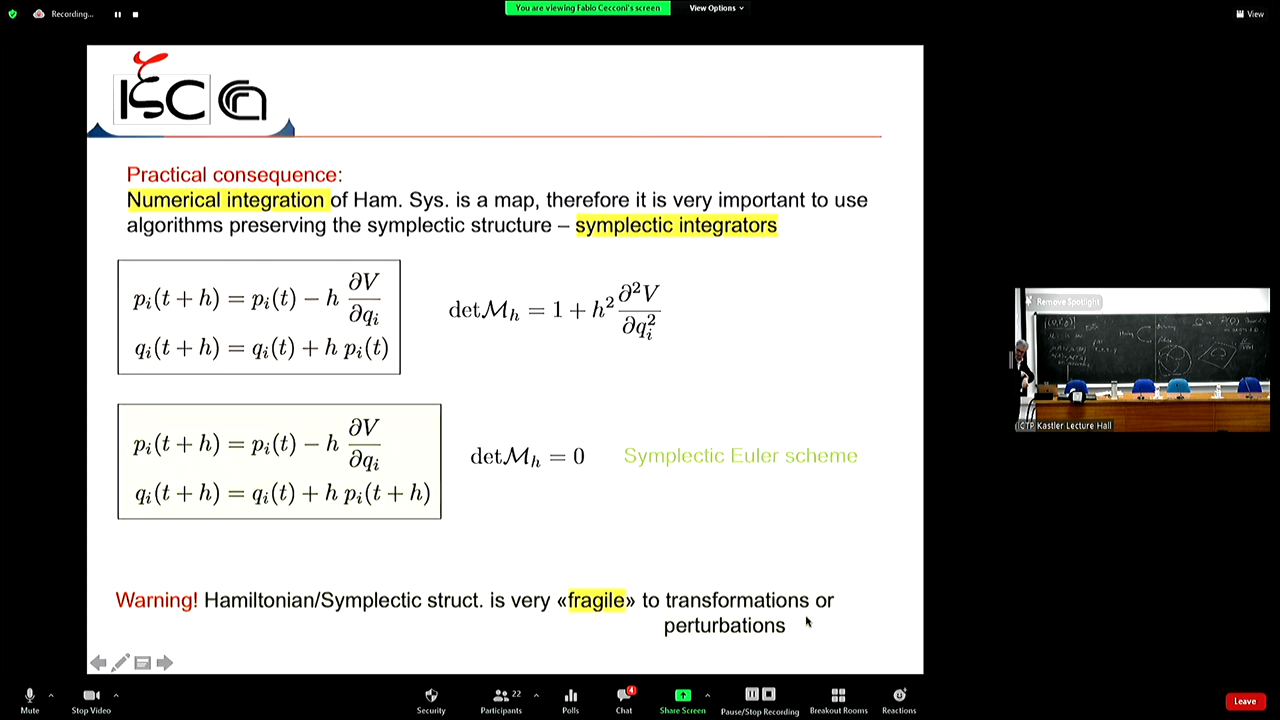 Recording...
You are viewing Fabio Cecconi's screen
View Options
View
ISC
Practical consequence:
Numerical integration of Ham. Sys. is a map, therefore it is very important to use
algorithms preserving the symplectic structure – symplectic integrators
pᵢ(t + h) = pᵢ(t) − h ∂V/∂qᵢ
qᵢ(t + h) = qᵢ(t) + h pᵢ(t)
detℳₕ = 1 + h² ∂²V/∂qᵢ²
pᵢ(t + h) = pᵢ(t) − h ∂V/∂qᵢ
qᵢ(t + h) = qᵢ(t) + h pᵢ(t + h)
detℳₕ = 0
Symplectic Euler scheme
Warning! Hamiltonian/Symplectic struct. is very «fragile» to transformations or
perturbations
Remove Spotlight
ICTP Kastler Lecture Hall
Mute
Stop Video
Security
22
Participants
Polls
4
Chat
Share Screen
Pause/Stop Recording
Breakout Rooms
Reactions
Leave